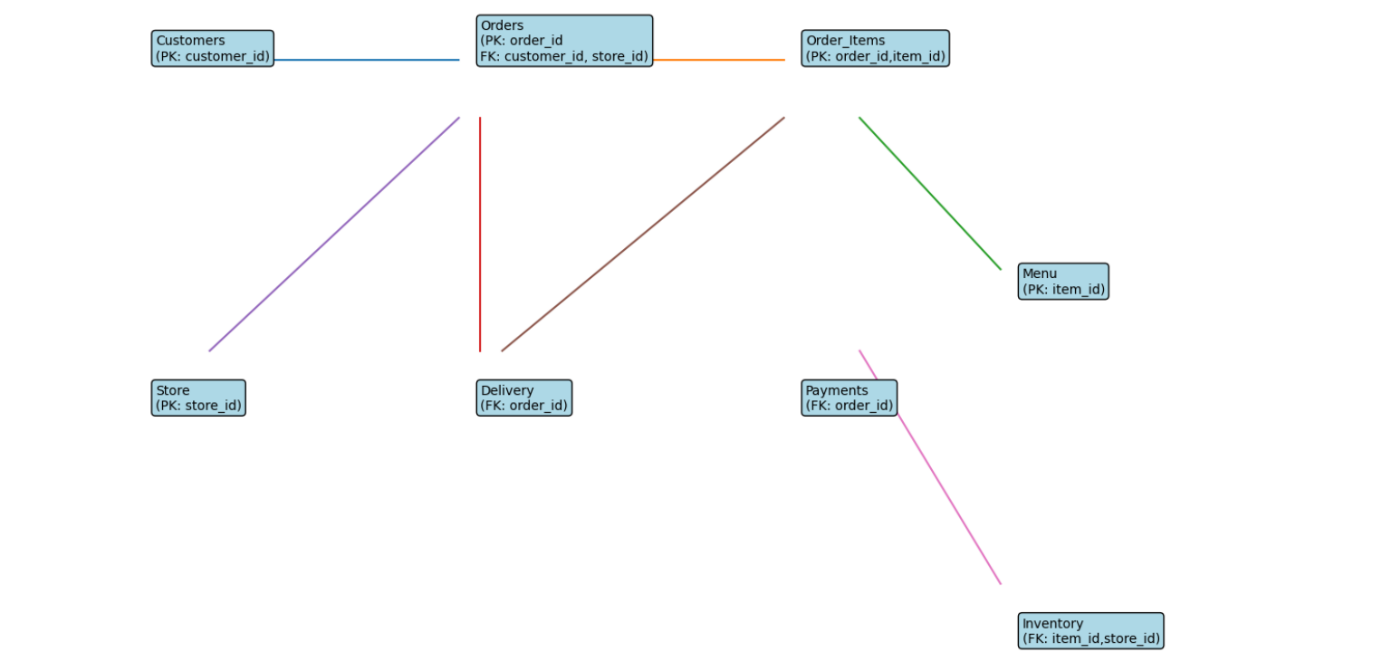 Customers
(PK: customer_id)
Orders
(PK: order_id
FK: customer_id, store_id)
Order_Items
(PK: order_id,item_id)
Menu
(PK: item_id)
Store
(PK: store_id)
Delivery
(FK: order_id)
Payments
(FK: order_id)
Inventory
(FK: item_id,store_id)